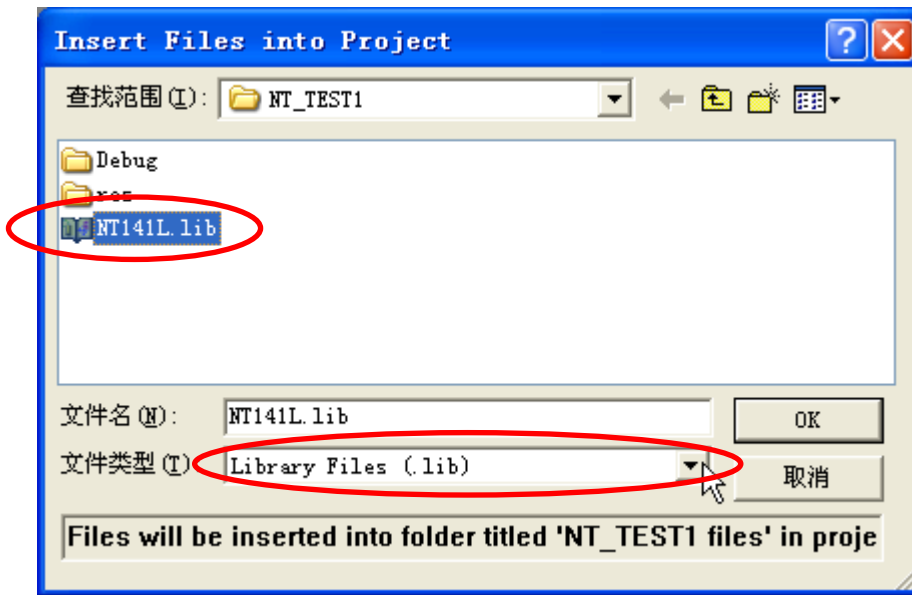 Insert Files into Project
查找范围(I): NT_TEST1
Debug
res
NT141L.lib
文件名(N): NT141L.lib OK
文件类型(T) Library Files (.lib) 取消
Files will be inserted into folder titled 'NT_TEST1 files' in proje